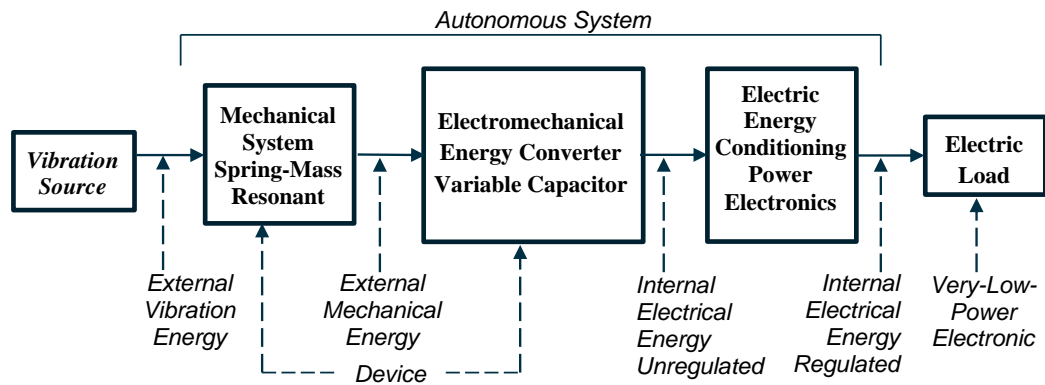 Autonomous System
Vibration
Source
Mechanical
System
Spring-Mass
Resonant
Electromechanical
Energy Converter
Variable Capacitor
Electric
Energy
Conditioning
Power
Electronics
Electric
Load
External
Vibration
Energy
External
Mechanical
Energy
Device
Internal
Electrical
Energy
Unregulated
Internal
Electrical
Energy
Regulated
Very-Low-
Power
Electronic